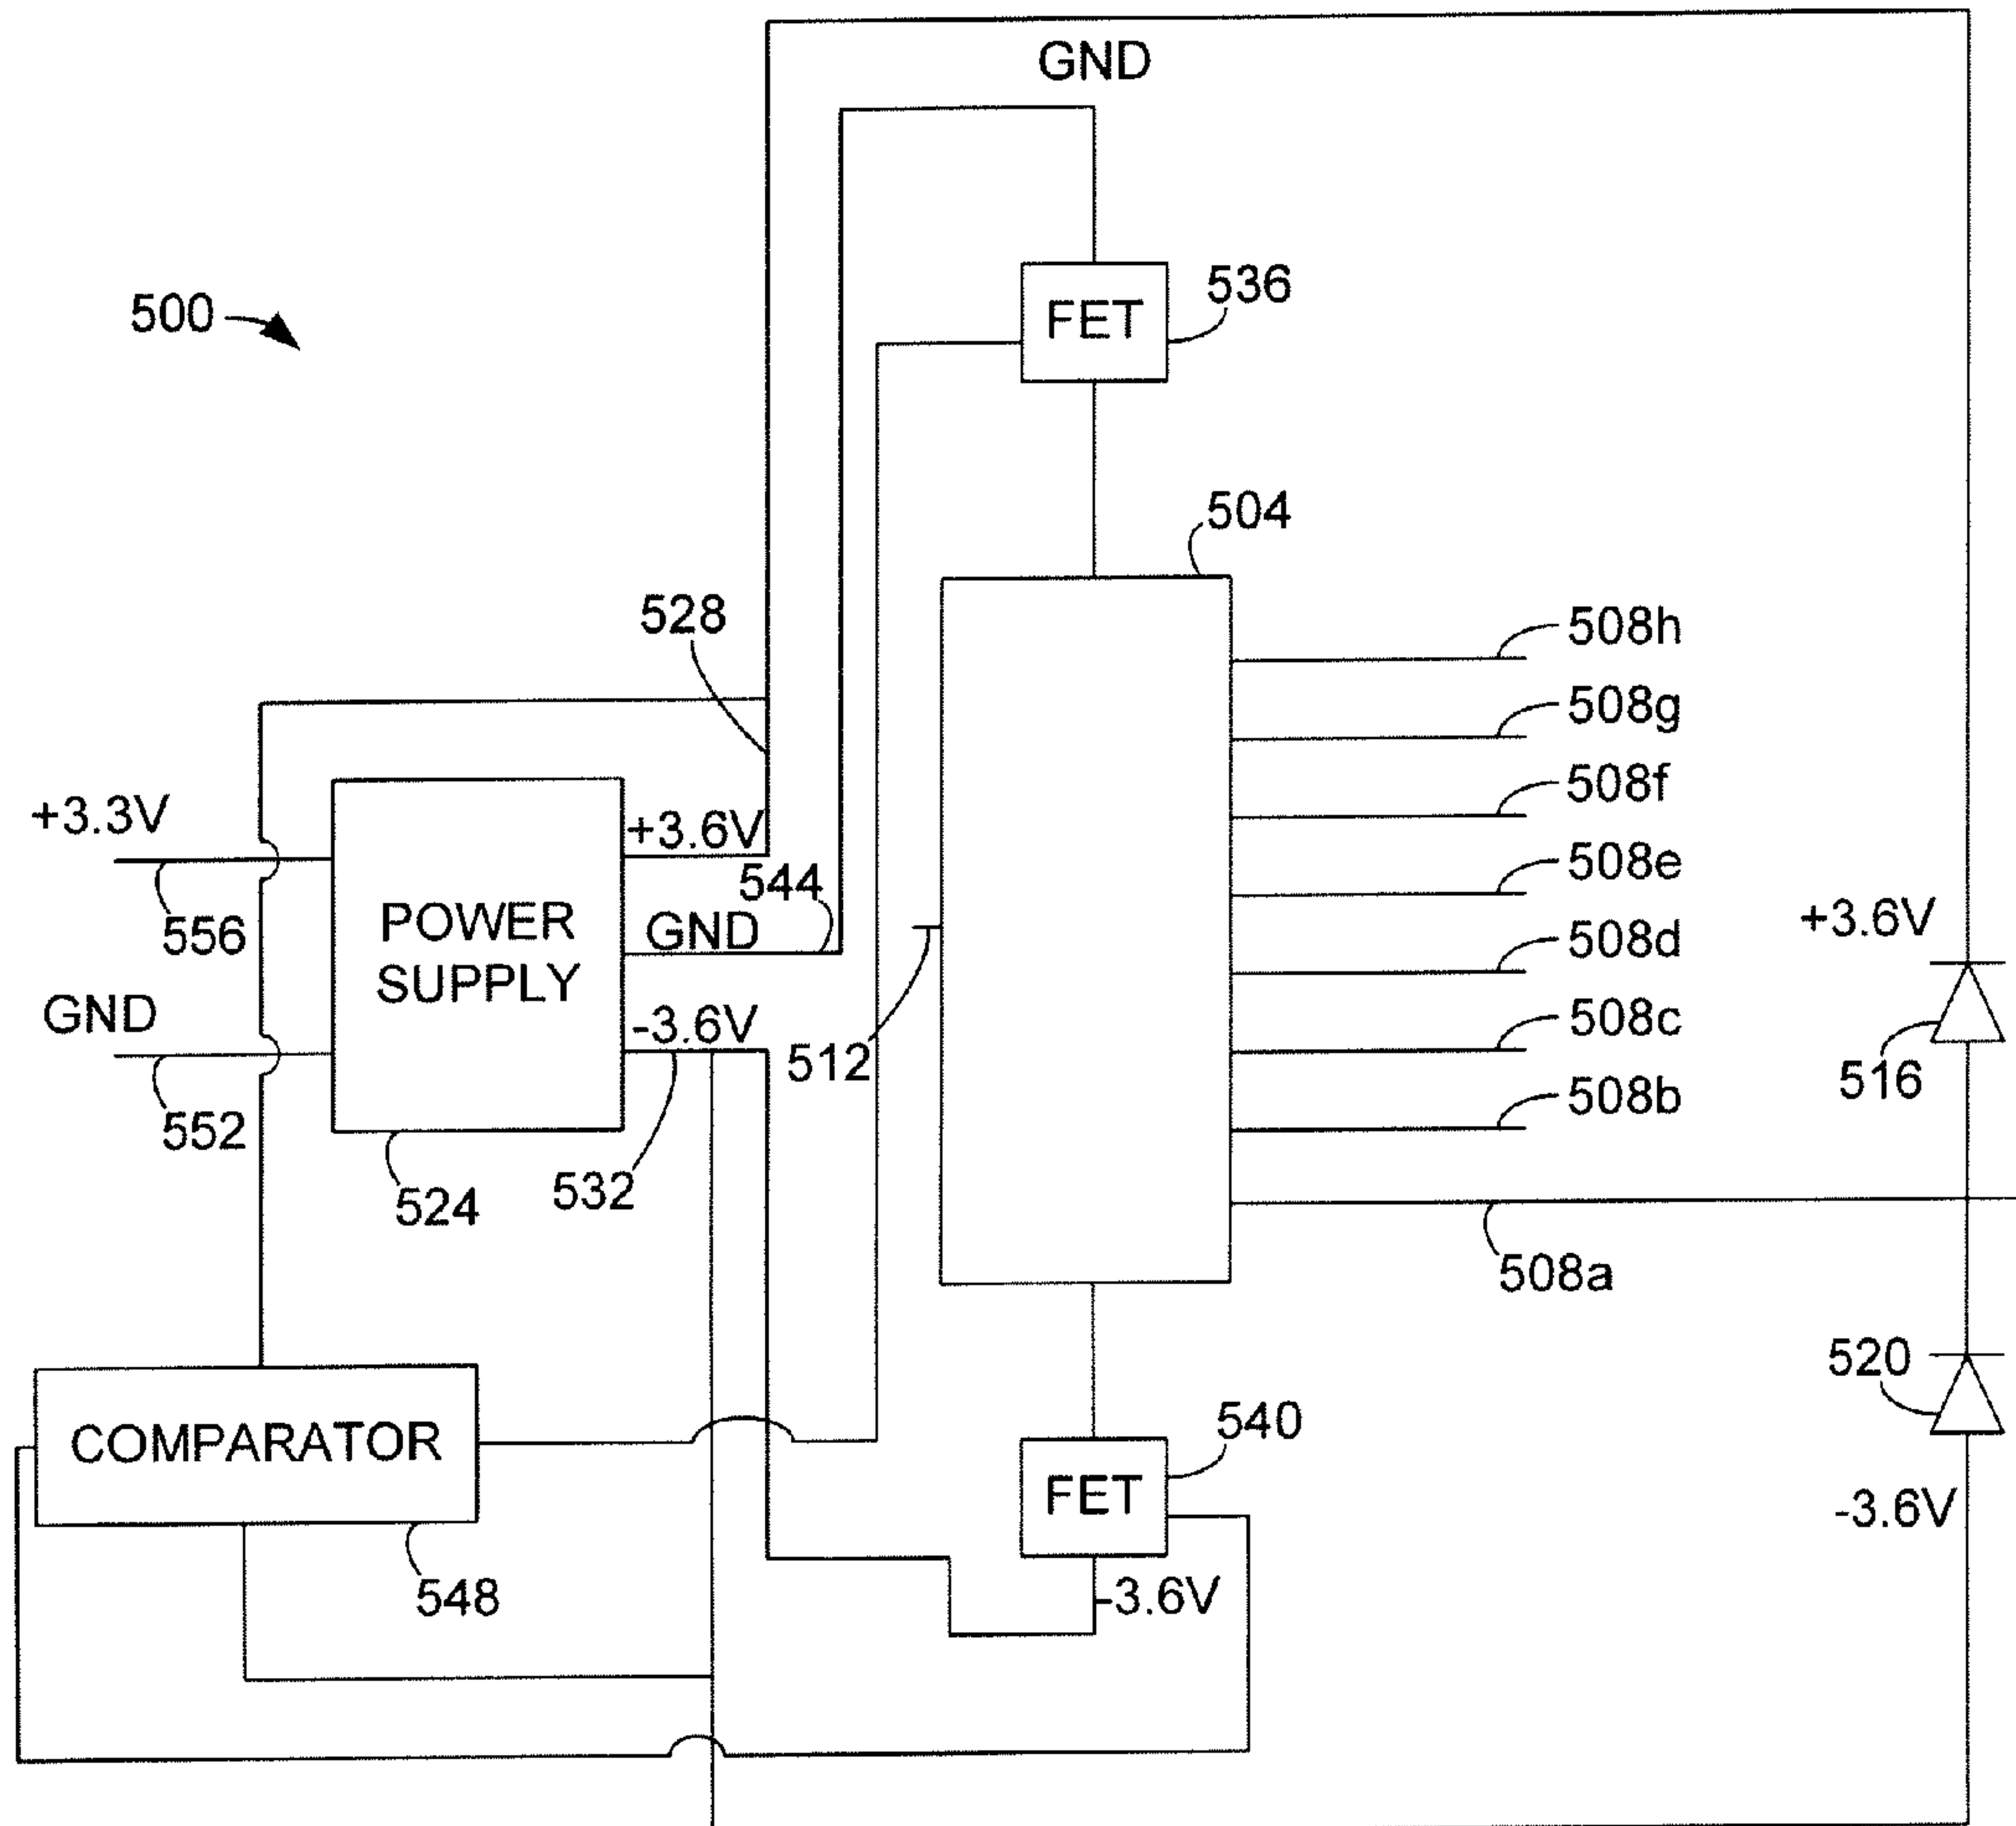 GND
500
536
FET
504
528
508h
508g
508f
508e
508d
508c
508b
508a
+3.3V
556
GND
552
POWER
SUPPLY
524
+3.6V
544
GND
-3.6V
532
512
+3.6V
516
520
-3.6V
COMPARATOR
548
540
FET
-3.6V